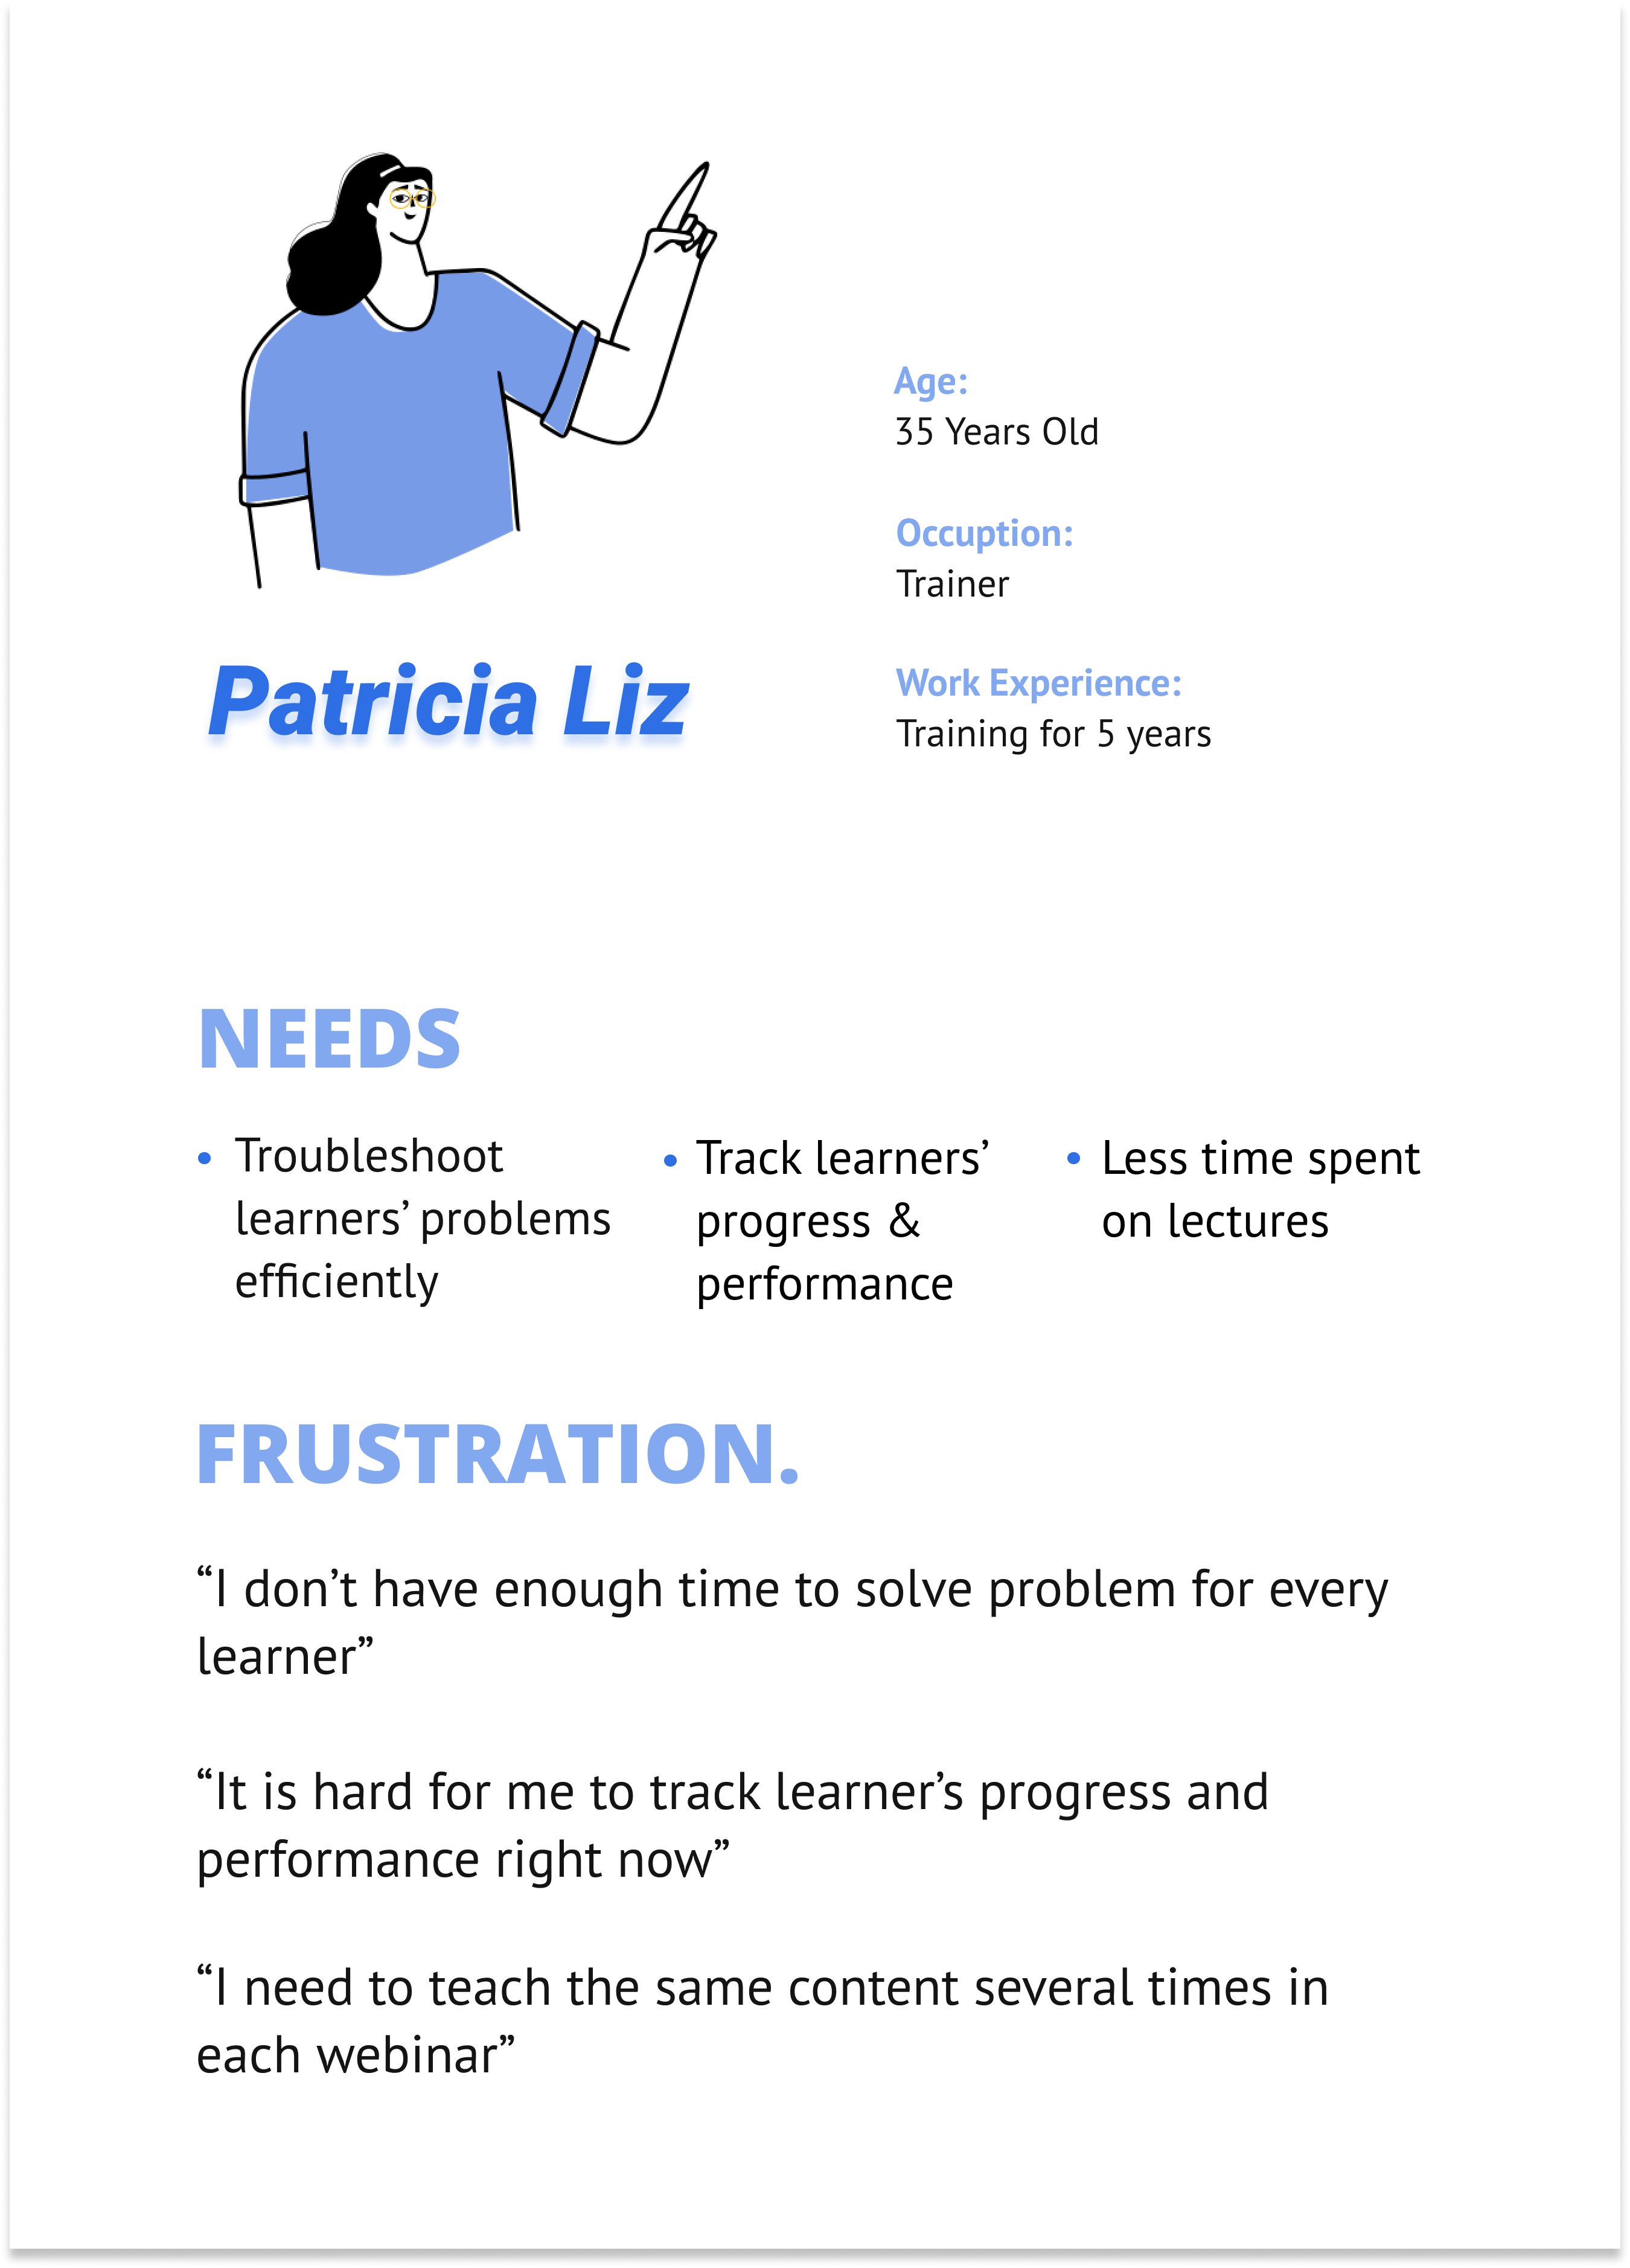 Age:
35 Years Old
Occuption:
Trainer
Patricia Liz
Work Experience:
Training for 5 years
NEEDS
• Troubleshoot
learners’ problems
efficiently
• Track learners’
progress &
performance
• Less time spent
on lectures
FRUSTRATION.
“I don’t have enough time to solve problem for every
learner”
“It is hard for me to track learner’s progress and
performance right now”
“I need to teach the same content several times in
each webinar”